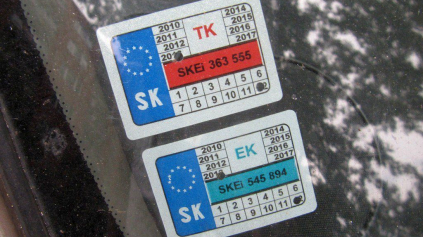 2010 2014
2011 TK 2015
2012 2016
2017
SKEi 363 555
SK
1 2 3 4 5 6
7 8 9 10 11
2010 2014
2011 EK 2015
2012 2016
2017
SKEi 545 894
SK
1 2 3 4 5 6
7 8 9 10 11